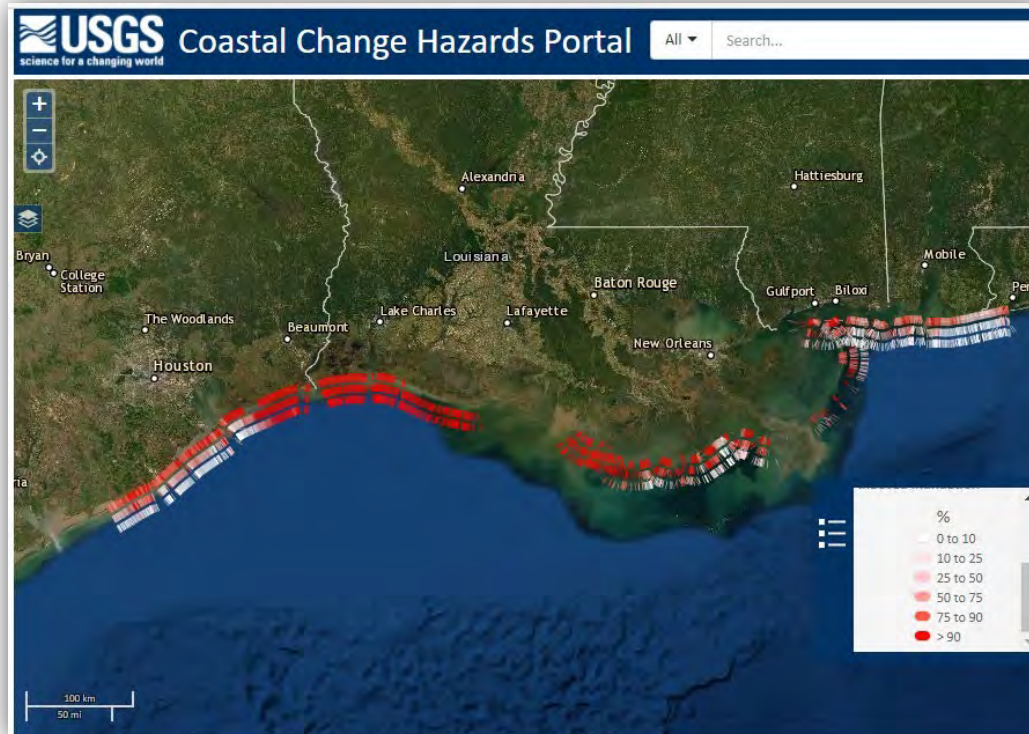 USGS
science for a changing world
Coastal Change Hazards Portal
All
Search...
+
−
Alexandria
Hattiesburg
Louisiana
Bryan
College
Station
Mobile
Baton Rouge
Gulfport
Biloxi
The Woodlands
Lake Charles
Lafayette
Beaumont
New Orleans
Houston
%
0 to 10
10 to 25
25 to 50
50 to 75
75 to 90
> 90
100 km
50 mi